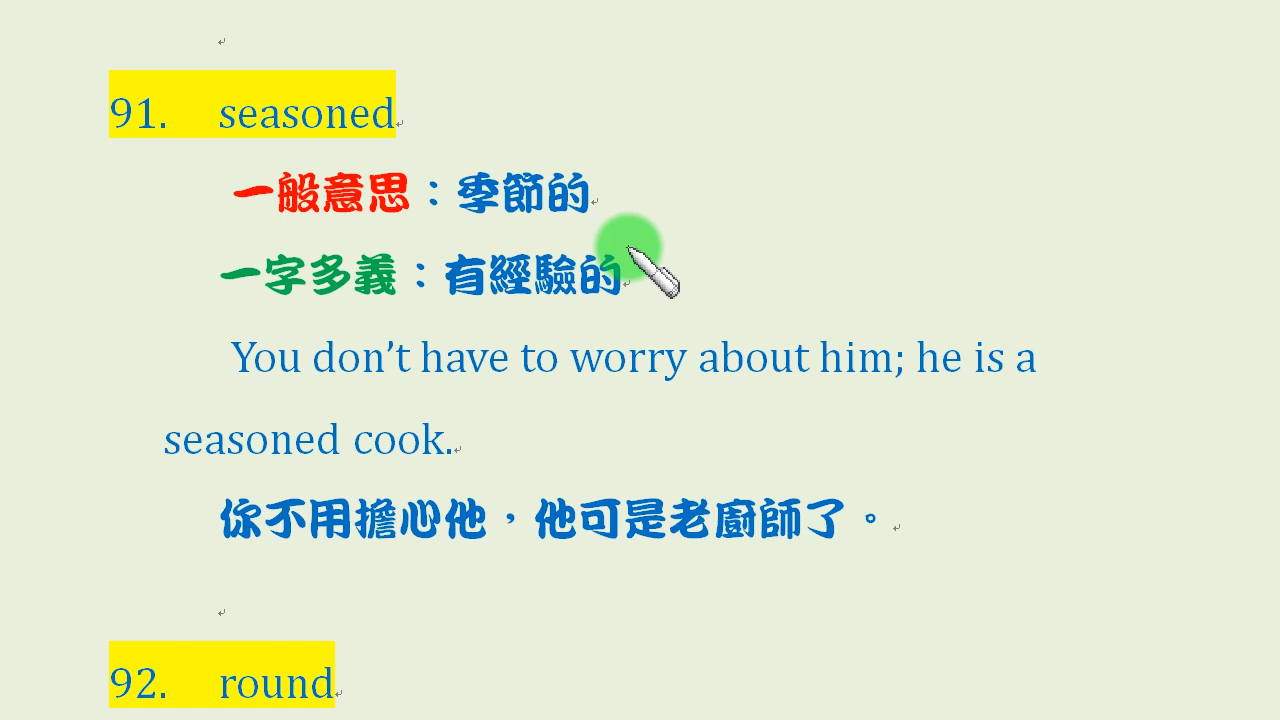 91. seasoned
一般意思：季節的
一字多義：有經驗的
You don’t have to worry about him; he is a
seasoned cook.
你不用擔心他，他可是老廚師了。
92. round